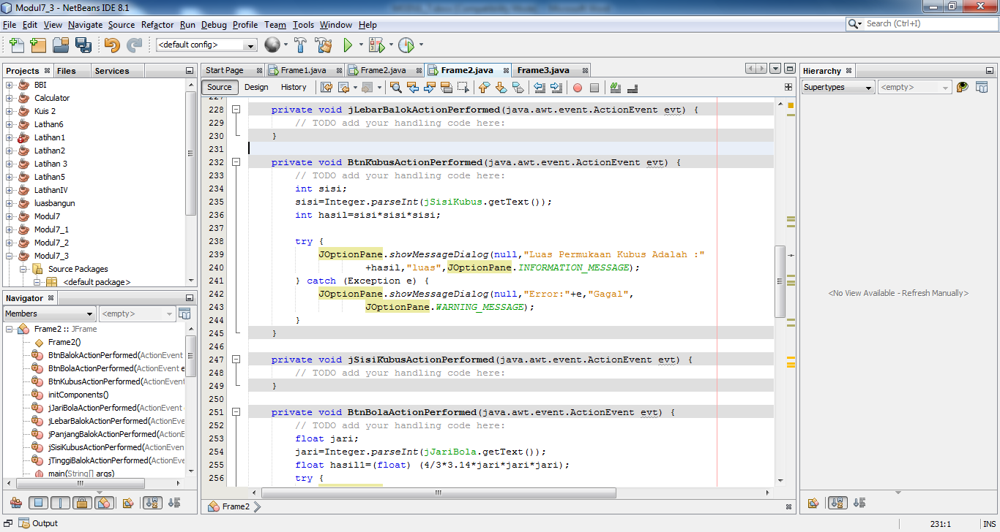 Modul7_3 - NetBeans IDE 8.1
File Edit View Navigate Source Refactor Run Debug Profile Team Tools Window Help
Search (Ctrl+I)
<default config>
Projects Files Services
BBI
Calculator
Kuis 2
Lathan6
Latihan1
Latihan2
Latihan 3
Latihan5
LatihanIV
luasbangun
Modul7
Modul7_1
Modul7_2
Modul7_3
Source Packages
<default package>
Navigator
Members <empty>
Frame2 :: JFrame
Frame2()
BtnBalokActionPerformed(ActionEvent
BtnBolaActionPerformed(ActionEvent e
BtnKubusActionPerformed(ActionEvent
initComponents()
jJariBolaActionPerformed(ActionEvent
jLebarBalokActionPerformed(ActionEve
jPanjangBalokActionPerformed(ActionE
jSisiKubusActionPerformed(ActionEven
jTinggiBalokActionPerformed(ActionEve
main(String[] args)
Start Page Frame1.java Frame2.java Frame2.java Frame3.java
Source Design History
227
228 private void jLebarBalokActionPerformed(java.awt.event.ActionEvent evt) {
229 // TODO add your handling code here:
230 }
231
232 private void BtnKubusActionPerformed(java.awt.event.ActionEvent evt) {
233 // TODO add your handling code here:
234 int sisi;
235 sisi=Integer.parseInt(jSisiKubus.getText());
236 int hasil=sisi*sisi*sisi;
237
238 try {
239 JOptionPane.showMessageDialog(null,"Luas Permukaan Kubus Adalah :"
240 +hasil,"luas",JOptionPane.INFORMATION_MESSAGE);
241 } catch (Exception e) {
242 JOptionPane.showMessageDialog(null,"Error:"+e,"Gagal",
243 JOptionPane.WARNING_MESSAGE);
244 }
245 }
246
247 private void jSisiKubusActionPerformed(java.awt.event.ActionEvent evt) {
248 // TODO add your handling code here:
249 }
250
251 private void BtnBolaActionPerformed(java.awt.event.ActionEvent evt) {
252 // TODO add your handling code here:
253 float jari;
254 jari=Integer.parseInt(jJariBola.getText());
255 float hasil1=(float) (4/3*3.14*jari*jari*jari);
256 try {
Frame2
Hierarchy
Supertypes <empty>
<No View Available - Refresh Manually>
Output
231:1 INS